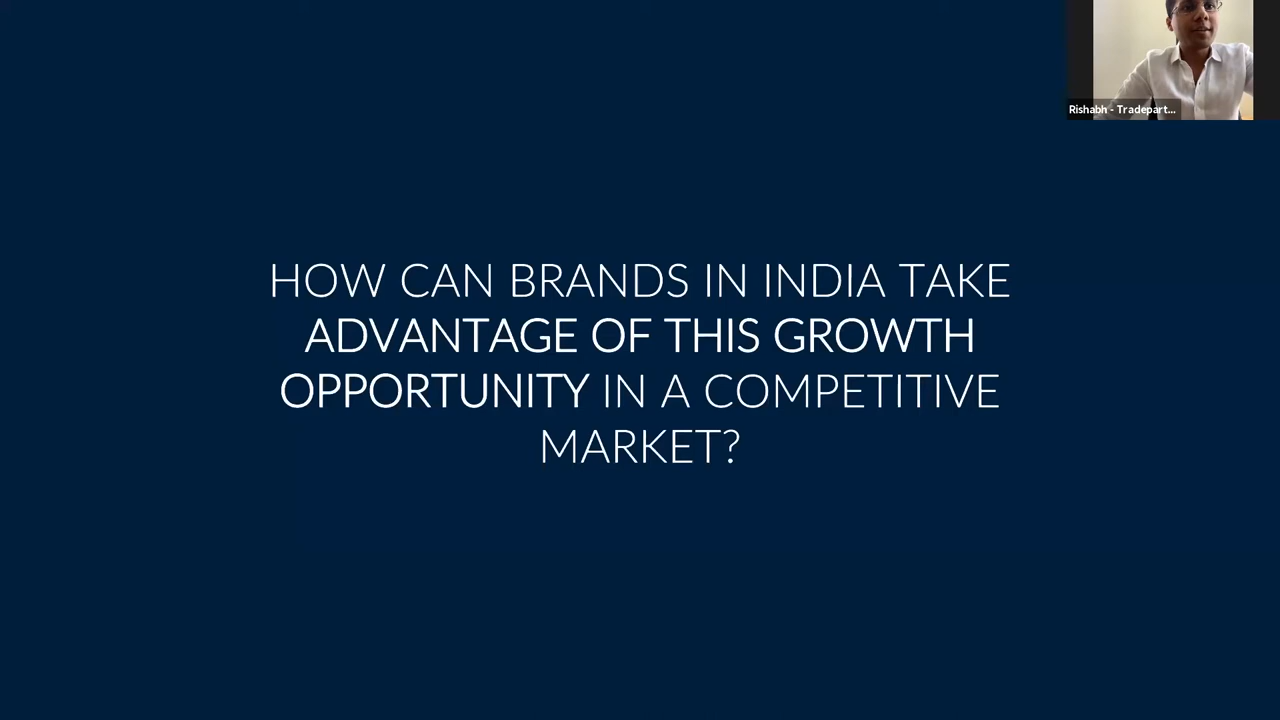 Rishabh - Tradepart...
HOW CAN BRANDS IN INDIA TAKE
ADVANTAGE OF THIS GROWTH
OPPORTUNITY IN A COMPETITIVE
MARKET?